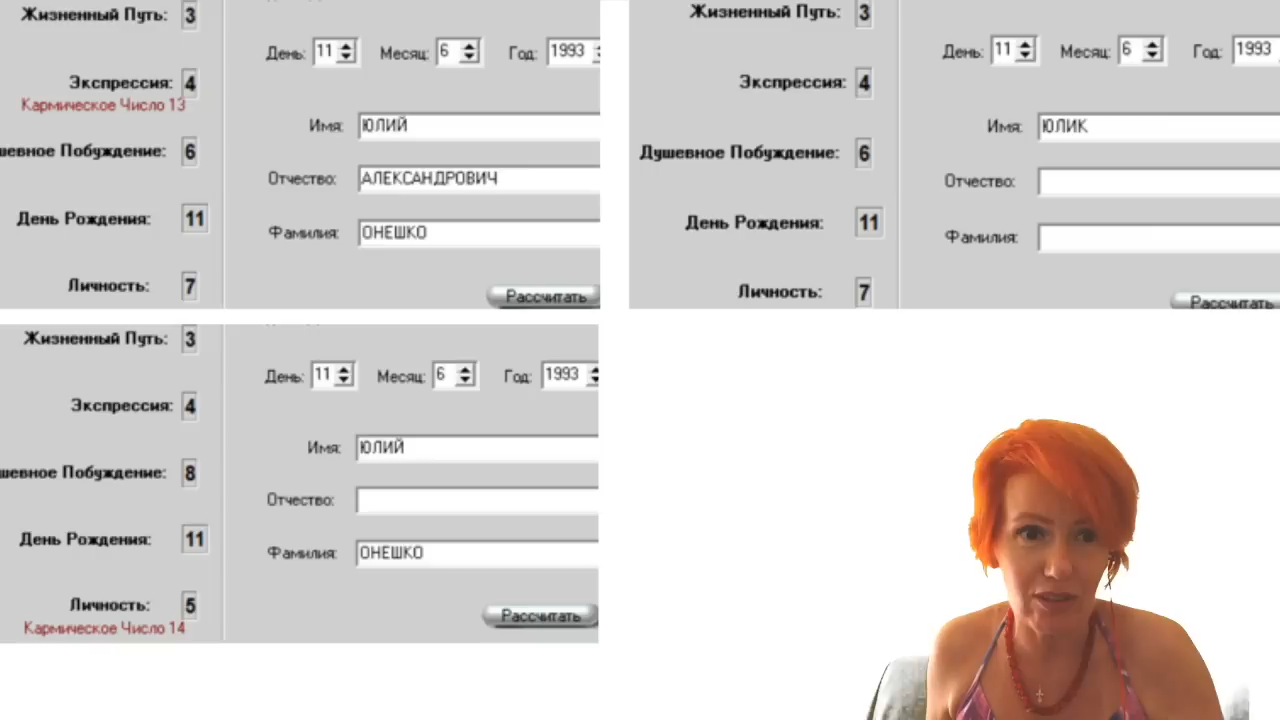 Жизненный Путь: 3
День: 11 Месяц: 6 Год: 1993
Экспрессия: 4
Кармическое Число 13
Имя: ЮЛИЙ
шевное Побуждение: 6
Отчество: АЛЕКСАНДРОВИЧ
День Рождения: 11
Фамилия: ОНЕШКО
Личность: 7
Рассчитать
Жизненный Путь: 3
День: 11 Месяц: 6 Год: 1993
Экспрессия: 4
Имя: ЮЛИК
Душевное Побуждение: 6
Отчество:
День Рождения: 11
Фамилия:
Личность: 7
Рассчитать
Жизненный Путь: 3
День: 11 Месяц: 6 Год: 1993
Экспрессия: 4
Имя: ЮЛИЙ
шевное Побуждение: 8
Отчество:
День Рождения: 11
Фамилия: ОНЕШКО
Личность: 5
Рассчитать
Кармическое Число 14